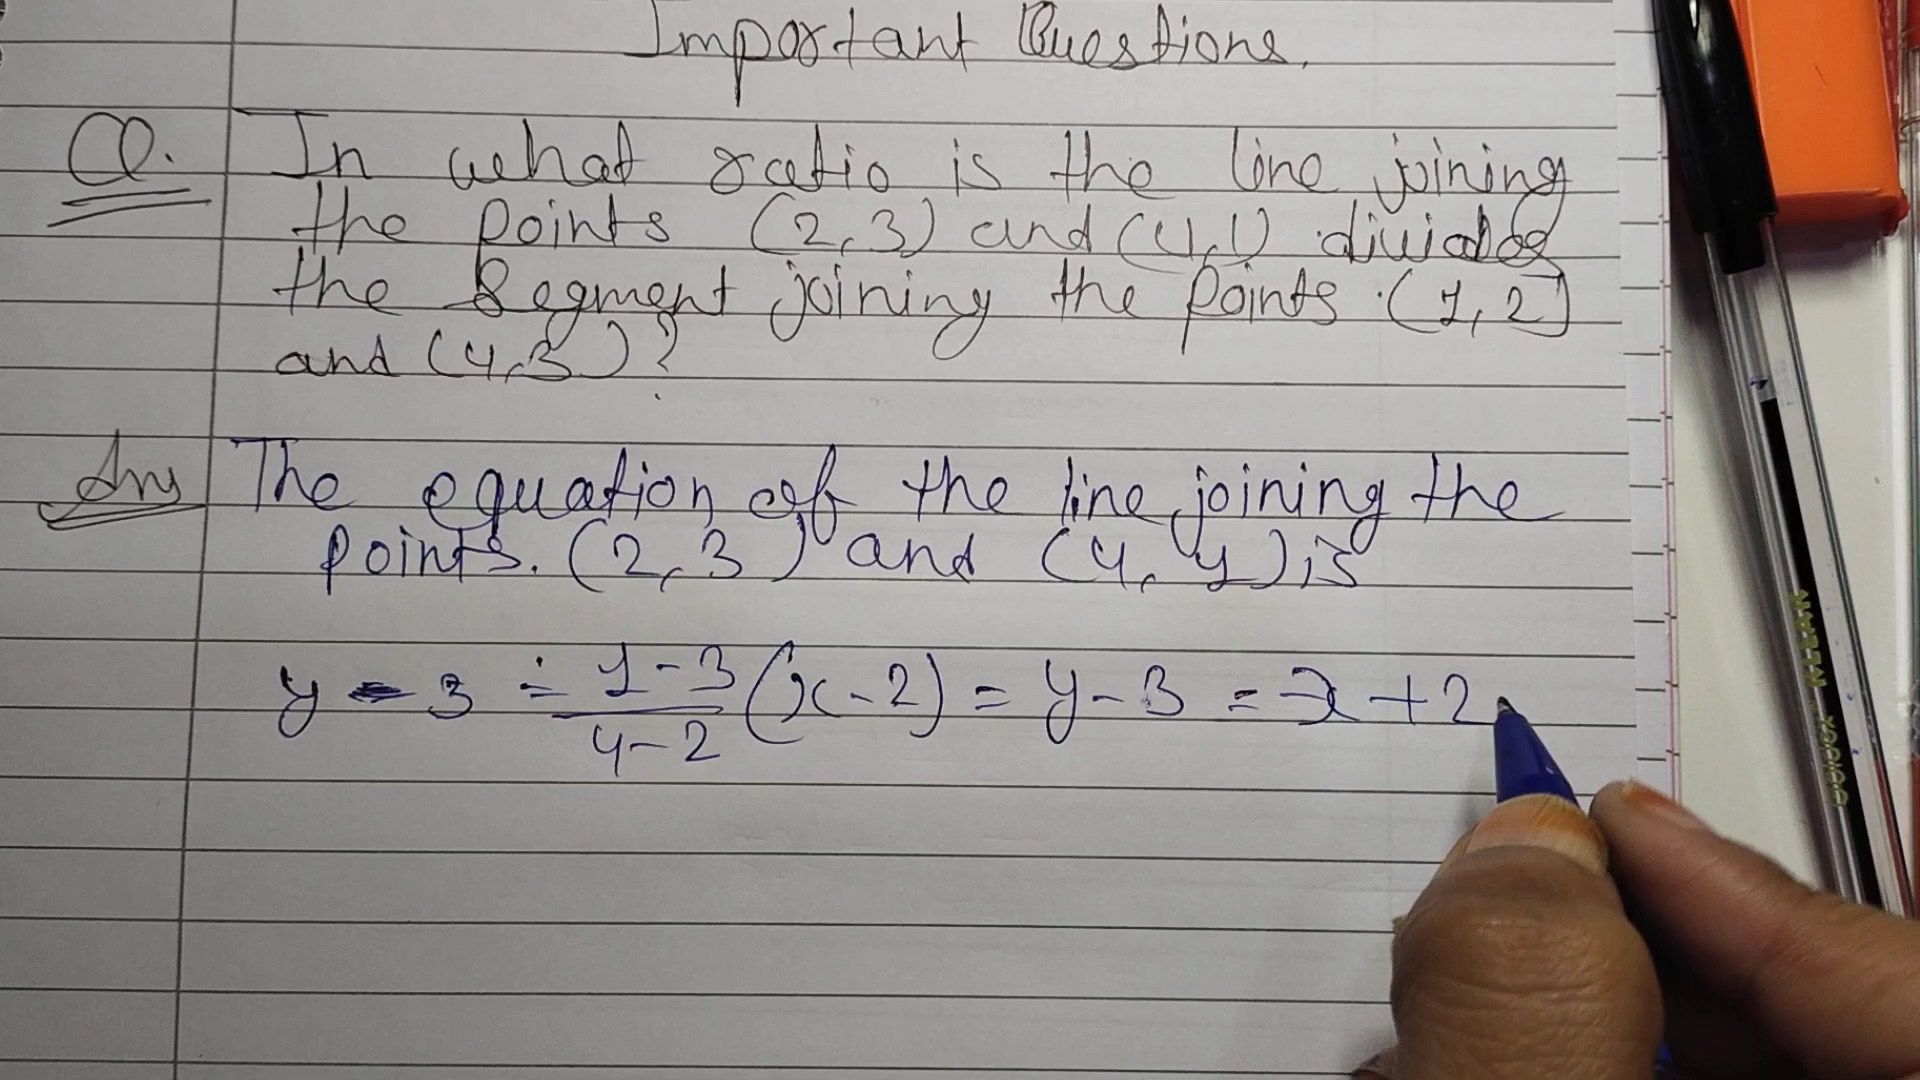 Important Questions.
Q. In what ratio is the line joining
the points (2, 3) and (4, 1) divides
the Segment joining the points (1, 2)
and (4, 3)?
Ans The equation of the line joining the
points. (2, 3) and (4, 1) is
y - 3 = 1-3/4-2 (x-2) = y-3 = -x+2